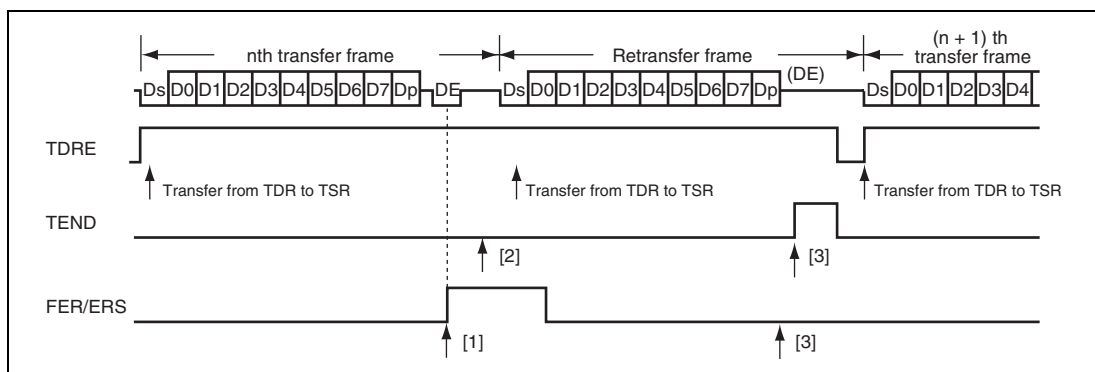 nth transfer frame
Retransfer frame
(n + 1) th
transfer frame
Ds D0 D1 D2 D3 D4 D5 D6 D7 Dp DE
Ds D0 D1 D2 D3 D4 D5 D6 D7 Dp (DE)
Ds D0 D1 D2 D3 D4
TDRE
Transfer from TDR to TSR
Transfer from TDR to TSR
Transfer from TDR to TSR
TEND
[2]
[3]
FER/ERS
[1]
[3]